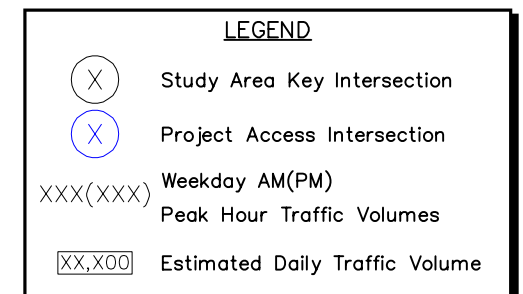 LEGEND
X Study Area Key Intersection
X Project Access Intersection
XXX(XXX) Weekday AM(PM)
Peak Hour Traffic Volumes
XX,X00 Estimated Daily Traffic Volume